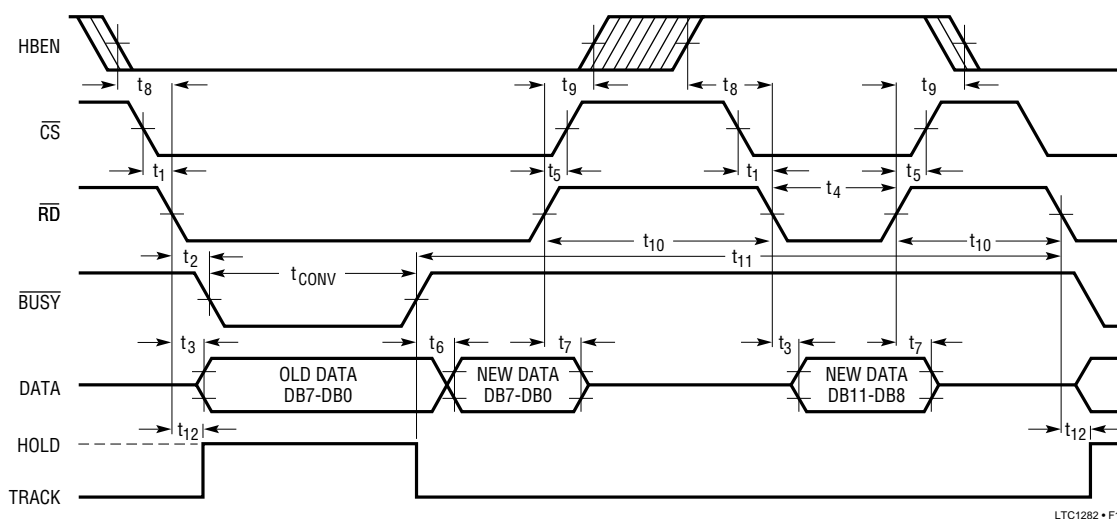 HBEN
t8 t9 t8 t9
CS
t1 t5 t1 t4 t5
RD
t2 tCONV t10 t11 t10
BUSY
t3 t6 t7 t3 t7
DATA
OLD DATA
DB7-DB0
NEW DATA
DB7-DB0
NEW DATA
DB11-DB8
t12 t12
HOLD
TRACK